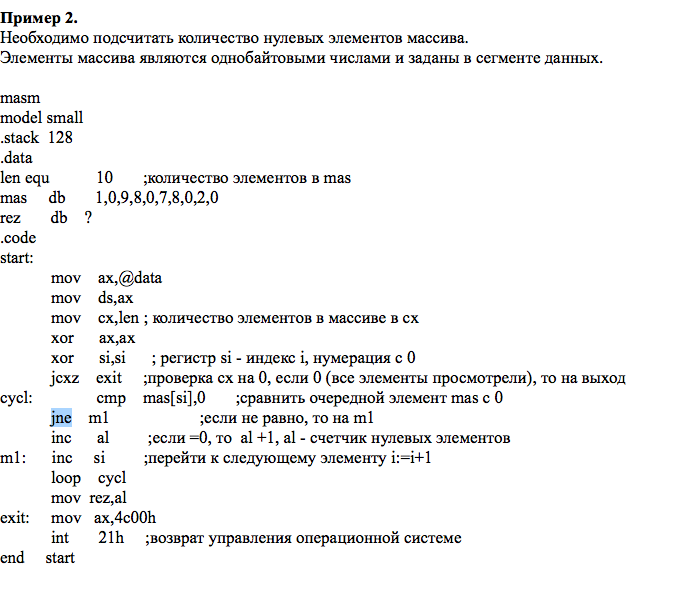 Пример 2.
Необходимо подсчитать количество нулевых элементов массива.
Элементы массива являются однобайтовыми числами и заданы в сегменте данных.
masm
model small
.stack 128
.data
len equ 10 ;количество элементов в mas
mas db 1,0,9,8,0,7,8,0,2,0
rez db ?
.code
start:
mov ax,@data
mov ds,ax
mov cx,len ; количество элементов в массиве в cx
xor ax,ax
xor si,si ; регистр si - индекс i, нумерация с 0
jcxz exit ;проверка cx на 0, если 0 (все элементы просмотрели), то на выход
cycl: cmp mas[si],0 ;сравнить очередной элемент mas с 0
jne m1 ;если не равно, то на m1
inc al ;если =0, то al +1, al - счетчик нулевых элементов
m1: inc si ;перейти к следующему элементу i:=i+1
loop cycl
mov rez,al
exit: mov ax,4c00h
int 21h ;возврат управления операционной системе
end start